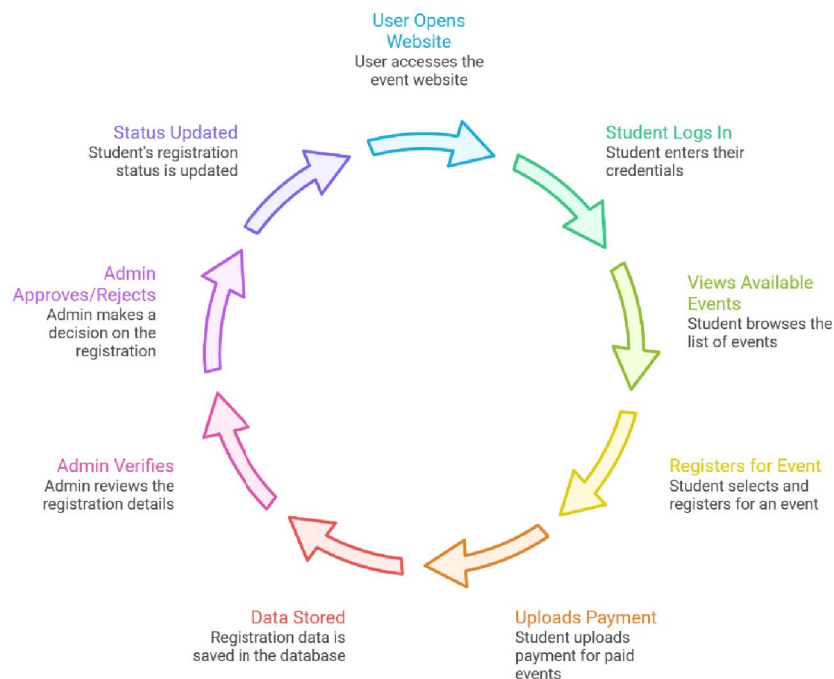 User Opens
Website
User accesses the
event website
Student Logs In
Student enters their
credentials
Views Available
Events
Student browses the
list of events
Registers for Event
Student selects and
registers for an event
Uploads Payment
Student uploads
payment for paid
events
Data Stored
Registration data is
saved in the database
Admin Verifies
Admin reviews the
registration details
Admin
Approves/Rejects
Admin makes a
decision on the
registration
Status Updated
Student's registration
status is updated